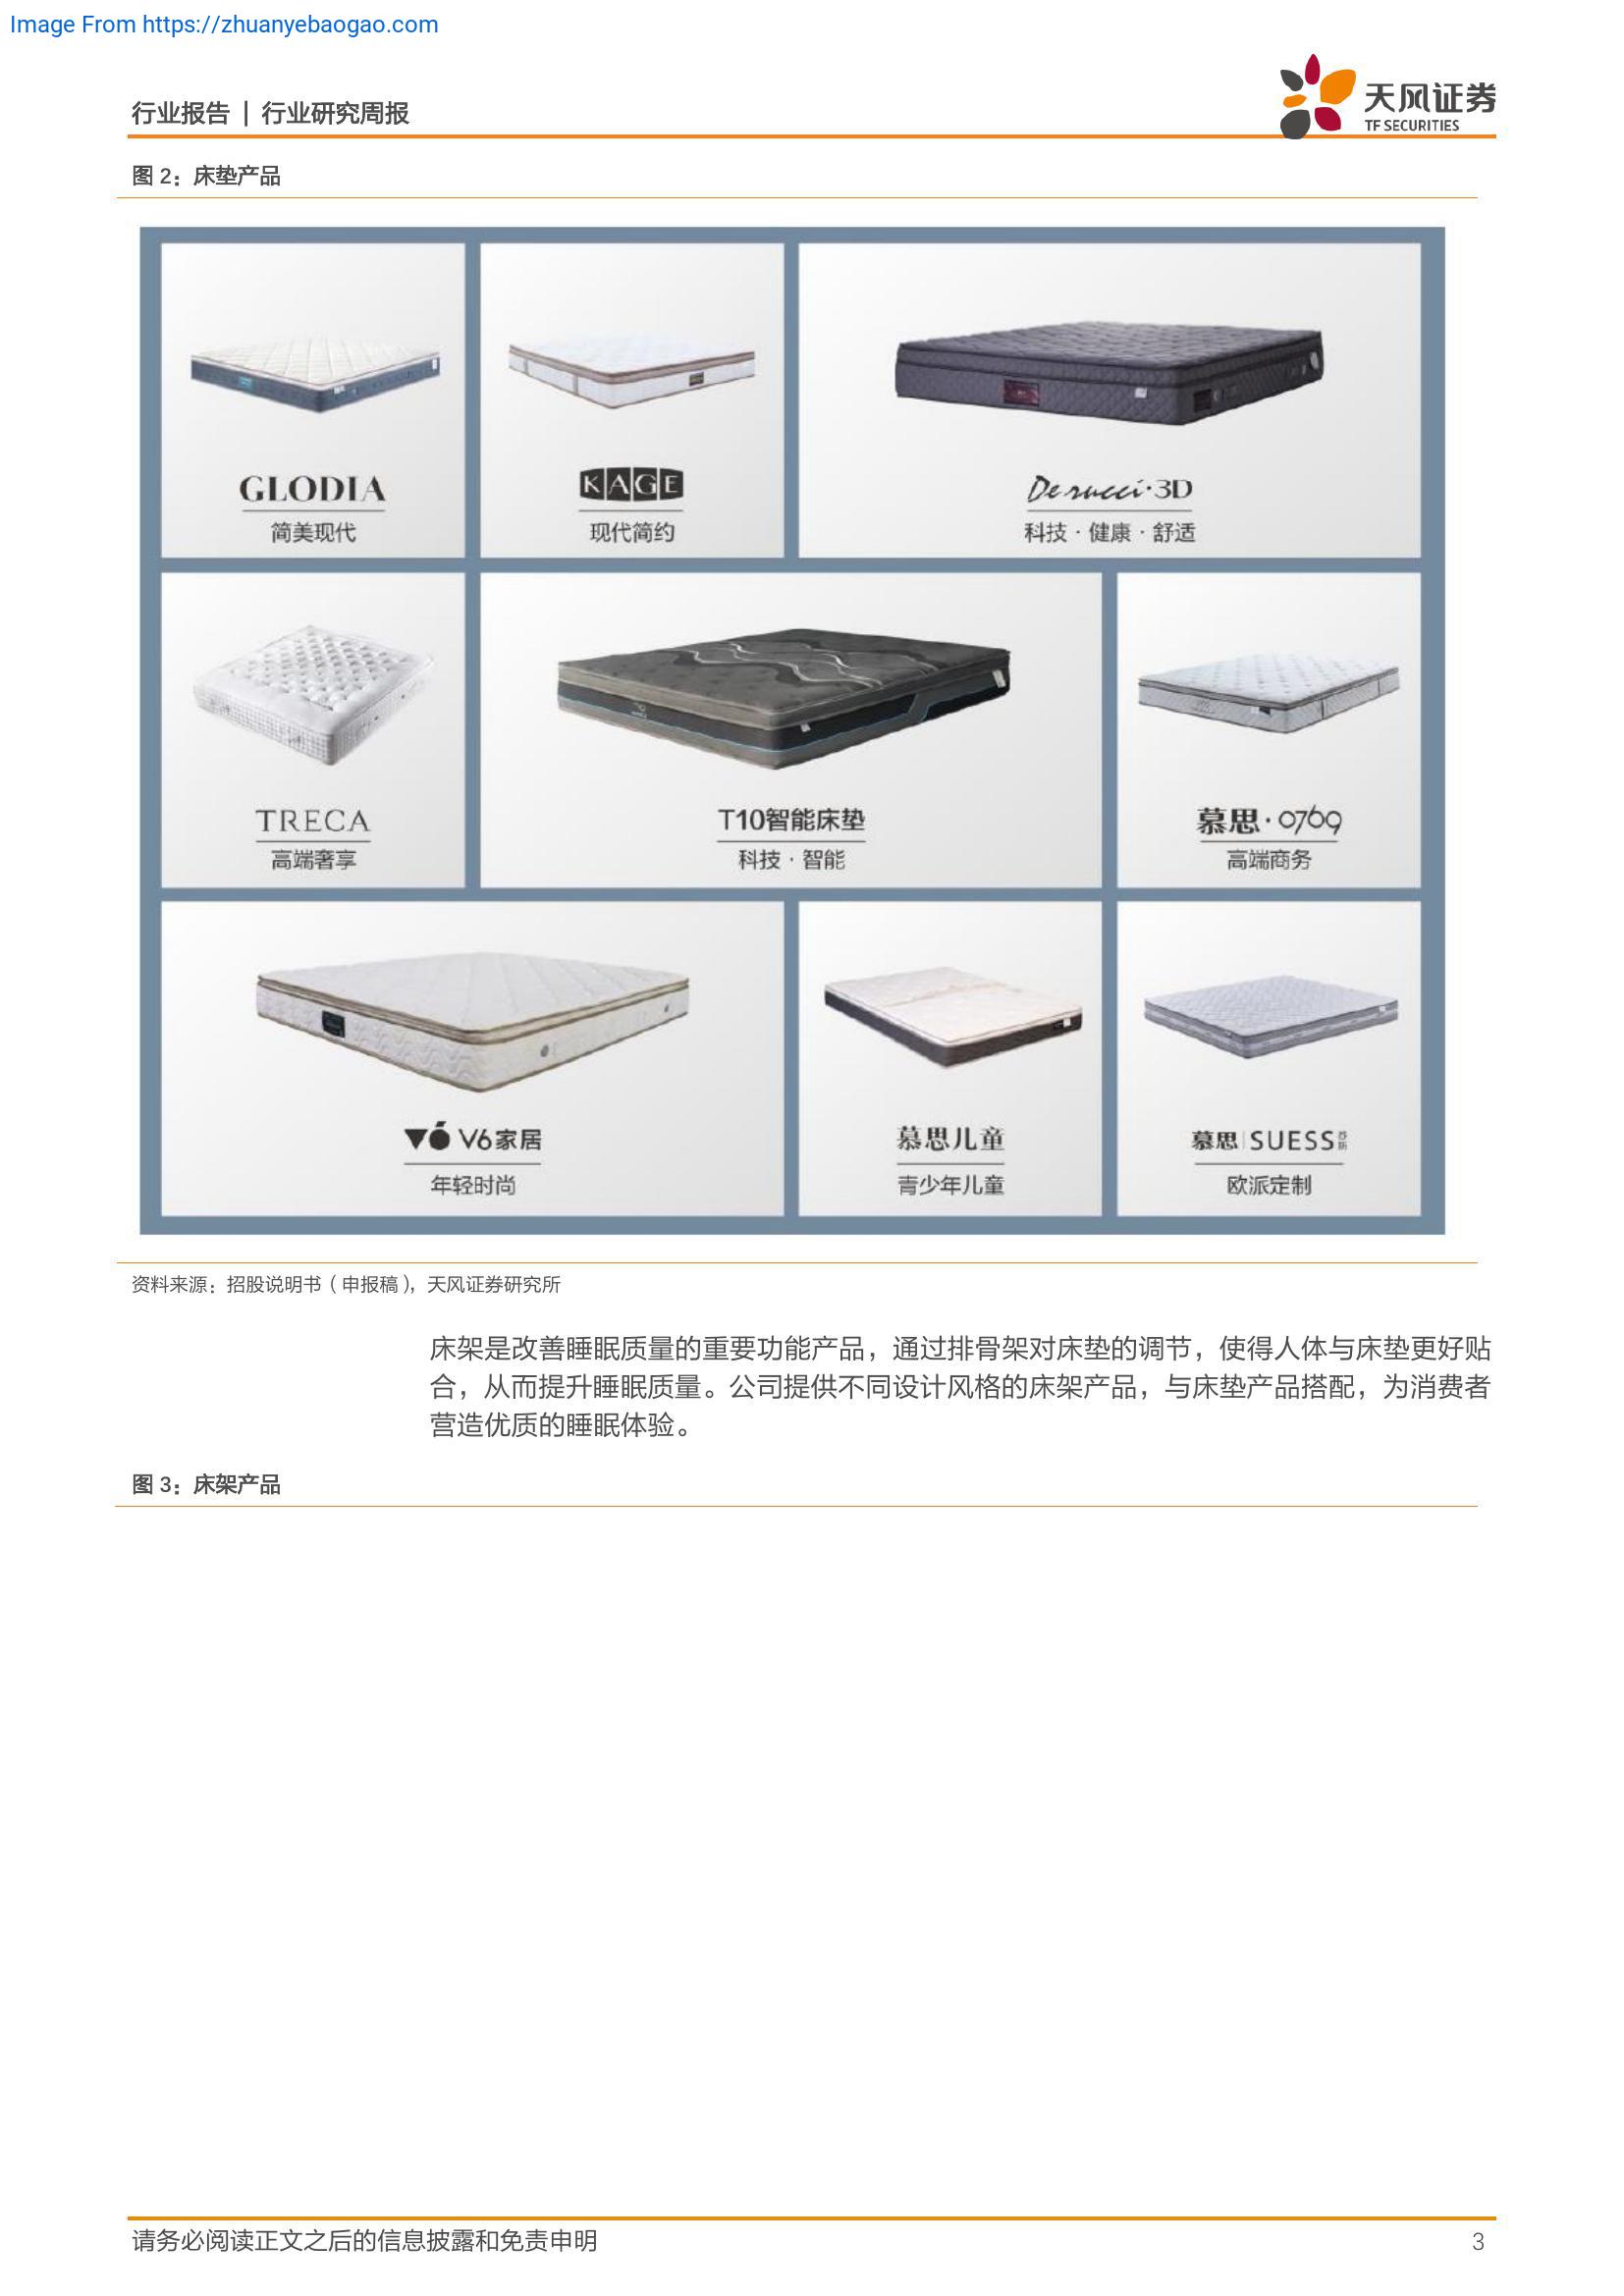 Image From https://zhuanyebaogao.com
行业报告 | 行业研究周报
天风证券
TF SECURITIES
图 2：床垫产品
GLODIA
简美现代
KAGE
现代简约
De rucci·3D
科技·健康·舒适
TRECA
高端奢享
T10智能床垫
科技·智能
慕思·0769
高端商务
V6家居
年轻时尚
慕思儿童
青少年儿童
慕思|SUESS苏斯
欧派定制
资料来源：招股说明书（申报稿），天风证券研究所
床架是改善睡眠质量的重要功能产品，通过排骨架对床垫的调节，使得人体与床垫更好贴
合，从而提升睡眠质量。公司提供不同设计风格的床架产品，与床垫产品搭配，为消费者
营造优质的睡眠体验。
图 3：床架产品
请务必阅读正文之后的信息披露和免责申明
3